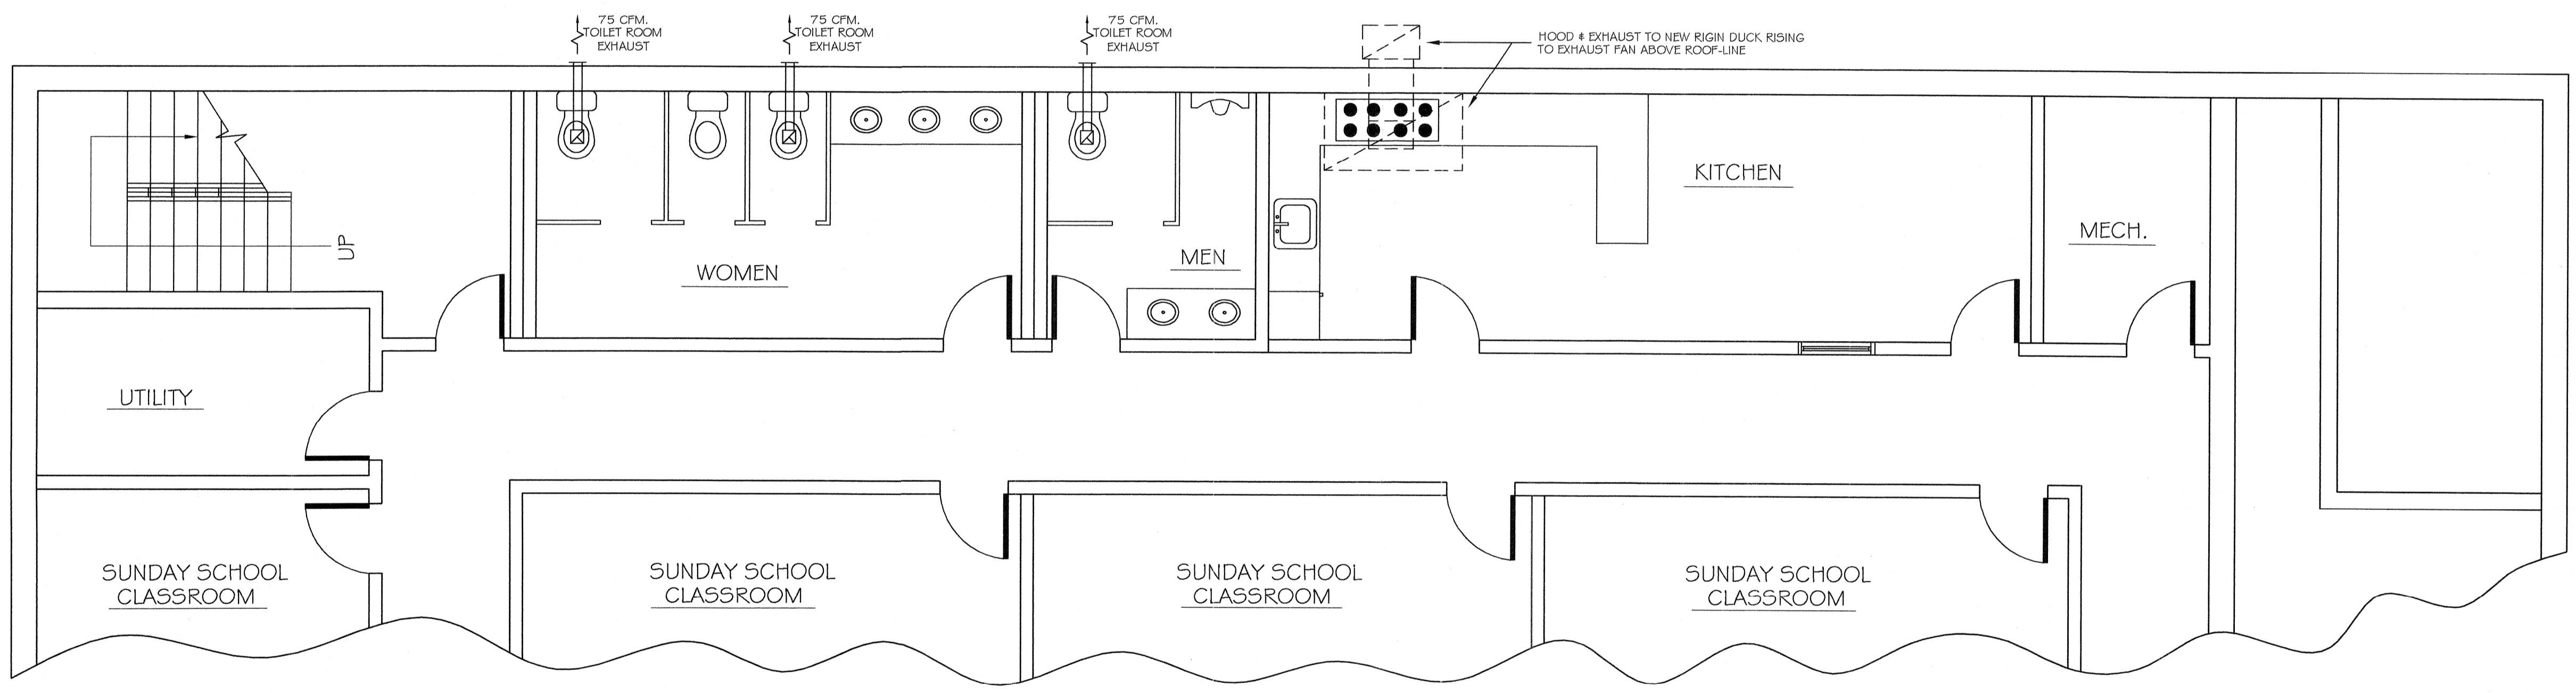 75 CFM.
TOILET ROOM
EXHAUST
75 CFM.
TOILET ROOM
EXHAUST
75 CFM.
TOILET ROOM
EXHAUST
HOOD & EXHAUST TO NEW RIGIN DUCK RISING
TO EXHAUST FAN ABOVE ROOF-LINE
KITCHEN
MECH.
UP
MEN
WOMEN
UTILITY
SUNDAY SCHOOL
CLASSROOM
SUNDAY SCHOOL
CLASSROOM
SUNDAY SCHOOL
CLASSROOM
SUNDAY SCHOOL
CLASSROOM